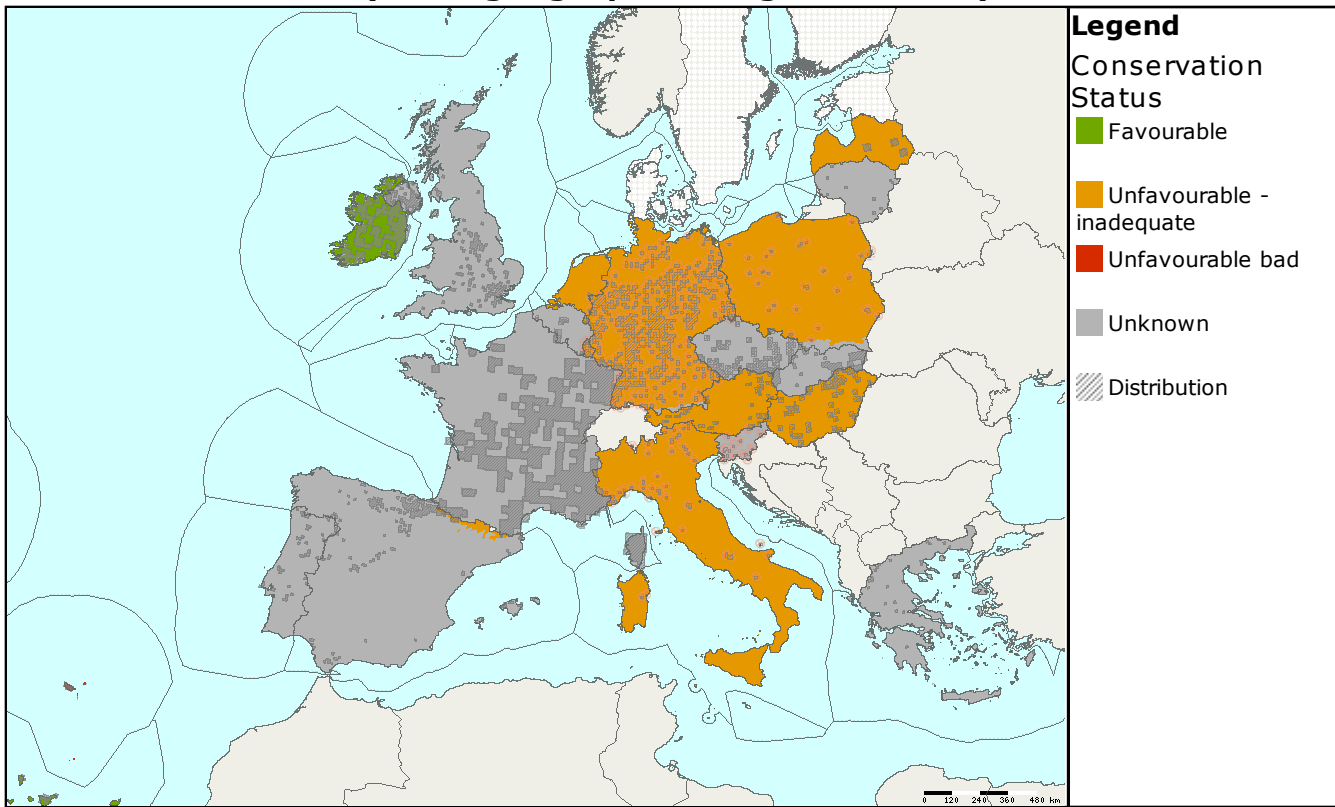 Legend
Conservation
Status
Favourable
Unfavourable -
inadequate
Unfavourable bad
Unknown
Distribution
0 120 240 360 480 km